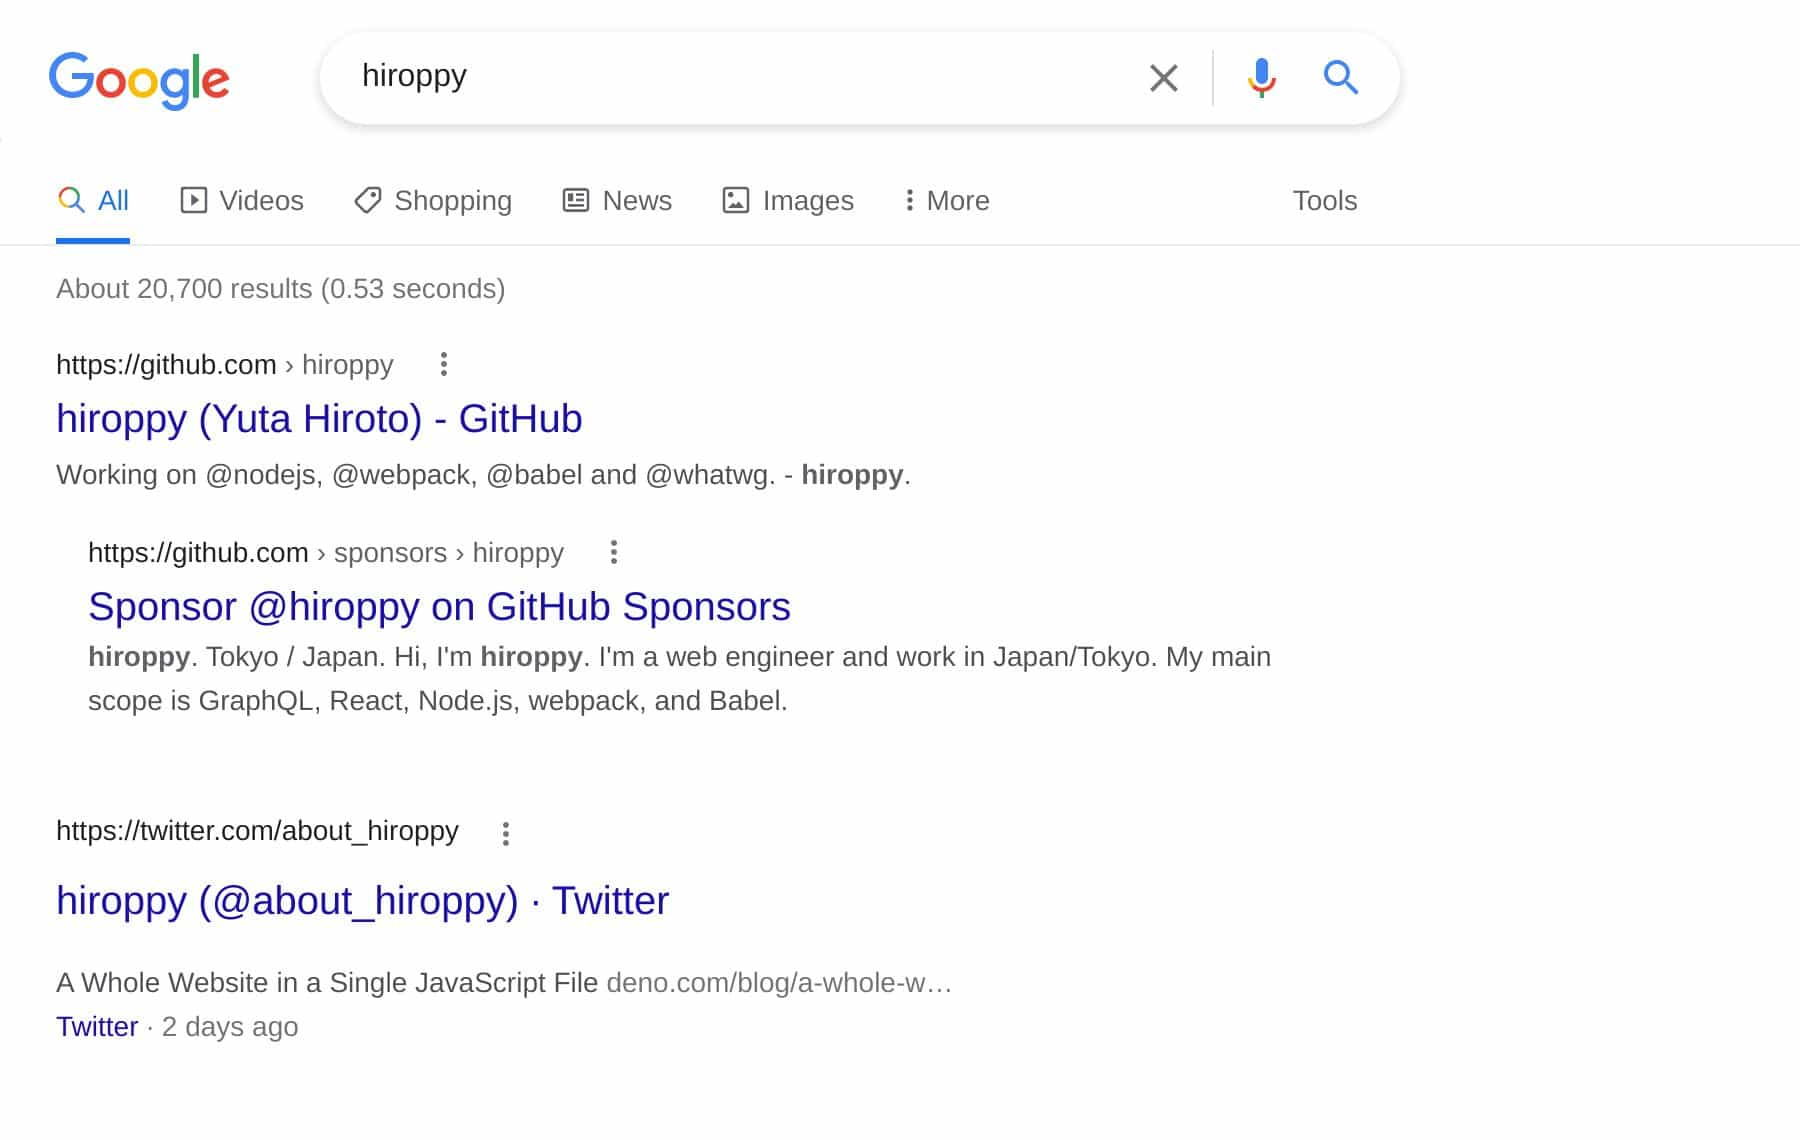 Google
hiroppy
All
Videos
Shopping
News
Images
More
Tools
About 20,700 results (0.53 seconds)
https://github.com › hiroppy
hiroppy (Yuta Hiroto) - GitHub
Working on @nodejs, @webpack, @babel and @whatwg. - hiroppy.
https://github.com › sponsors › hiroppy
Sponsor @hiroppy on GitHub Sponsors
hiroppy. Tokyo / Japan. Hi, I'm hiroppy. I'm a web engineer and work in Japan/Tokyo. My main
scope is GraphQL, React, Node.js, webpack, and Babel.
https://twitter.com/about_hiroppy
hiroppy (@about_hiroppy) · Twitter
A Whole Website in a Single JavaScript File deno.com/blog/a-whole-w…
Twitter · 2 days ago